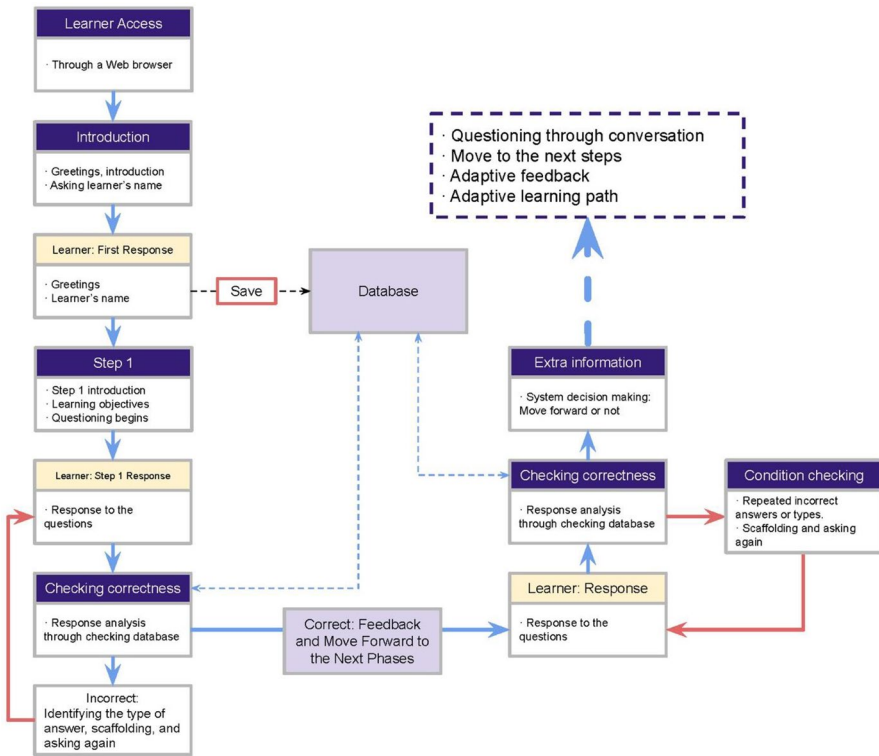 Learner Access
· Through a Web browser
Introduction
· Greetings, introduction
· Asking learner's name
Learner: First Response
· Greetings
· Learner's name
Save
Database
Step 1
· Step 1 introduction
· Learning objectives
· Questioning begins
Learner: Step 1 Response
· Response to the
questions
Checking correctness
· Response analysis
through checking database
Incorrect:
Identifying the type of
answer, scaffolding, and
asking again
Correct: Feedback
and Move Forward to
the Next Phases
Learner: Response
· Response to the
questions
Checking correctness
· Response analysis
through checking database
Condition checking
· Repeated incorrect
answers or types.
· Scaffolding and asking
again
Extra information
· System decision making:
Move forward or not
· Questioning through conversation
· Move to the next steps
· Adaptive feedback
· Adaptive learning path